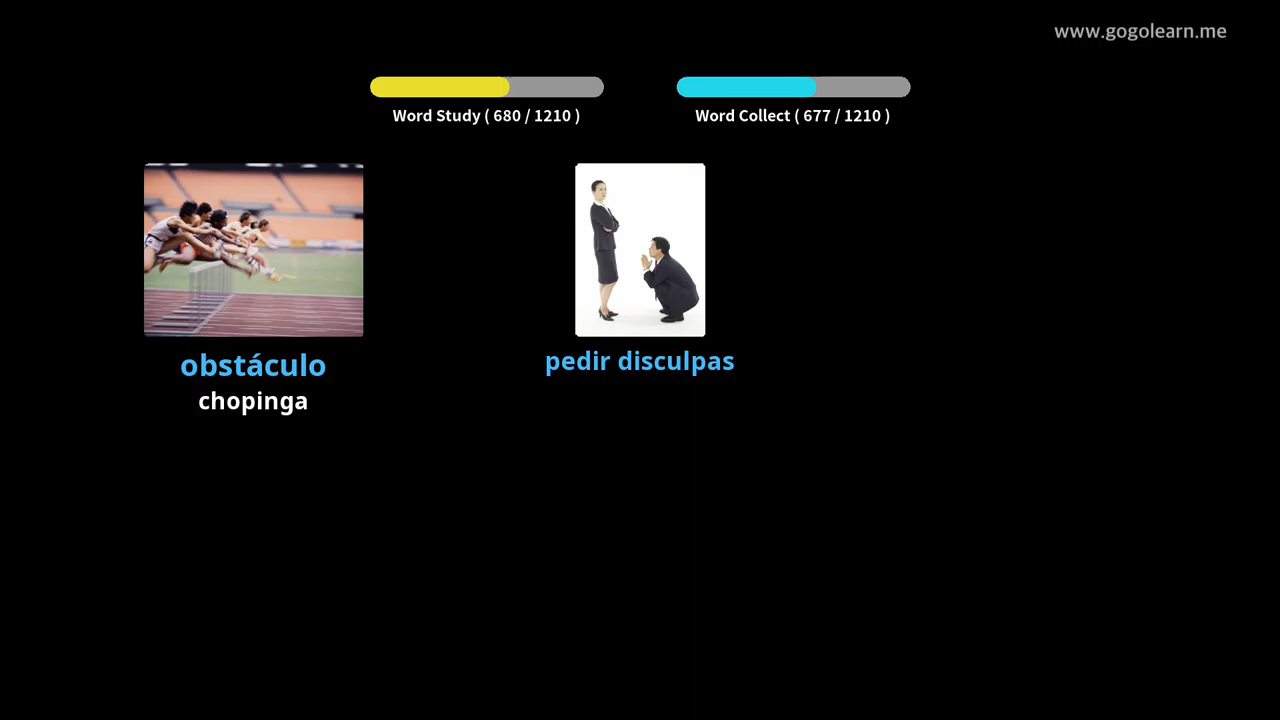 www.gogolearn.me
Word Study ( 680 / 1210 )
Word Collect ( 677 / 1210 )
obstáculo
chopinga
pedir disculpas